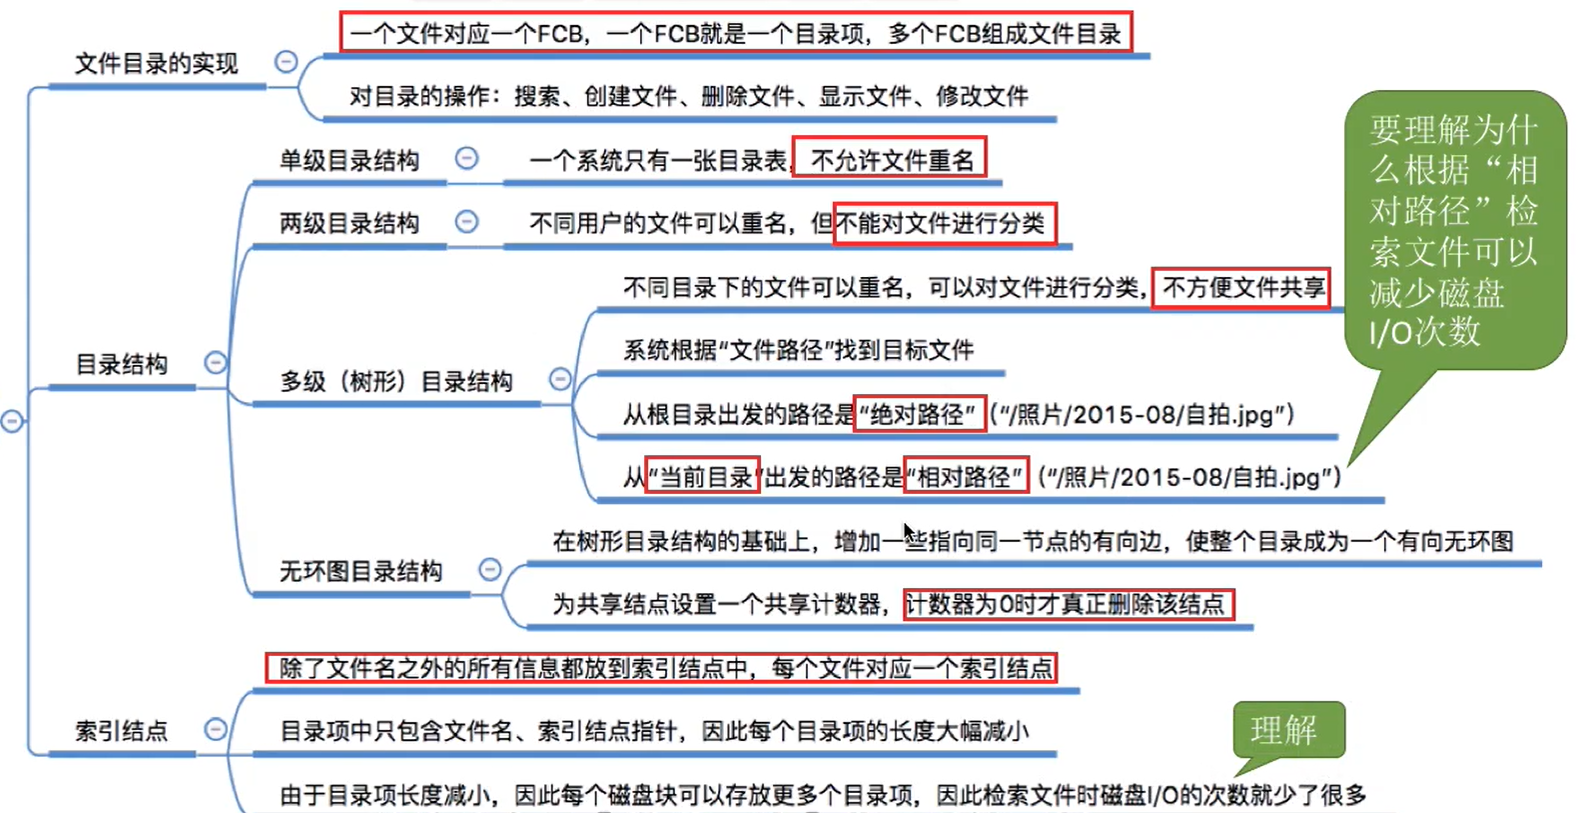 文件目录的实现
一个文件对应一个FCB，一个FCB就是一个目录项，多个FCB组成文件目录
对目录的操作：搜索、创建文件、删除文件、显示文件、修改文件
目录结构
单级目录结构
一个系统只有一张目录表，不允许文件重名
两级目录结构
不同用户的文件可以重名，但不能对文件进行分类
多级（树形）目录结构
不同目录下的文件可以重名，可以对文件进行分类，不方便文件共享
系统根据“文件路径”找到目标文件
从根目录出发的路径是“绝对路径”（“/照片/2015-08/自拍.jpg”）
从“当前目录”出发的路径是“相对路径”（“/照片/2015-08/自拍.jpg”）
要理解为什
么根据“相
对路径”检
索文件可以
减少磁盘
I/O次数
无环图目录结构
在树形目录结构的基础上，增加一些指向同一节点的有向边，使整个目录成为一个有向无环图
为共享结点设置一个共享计数器，计数器为0时才真正删除该结点
索引结点
除了文件名之外的所有信息都放到索引结点中，每个文件对应一个索引结点
目录项中只包含文件名、索引结点指针，因此每个目录项的长度大幅减小
由于目录项长度减小，因此每个磁盘块可以存放更多个目录项，因此检索文件时磁盘I/O的次数就少了很多
理解